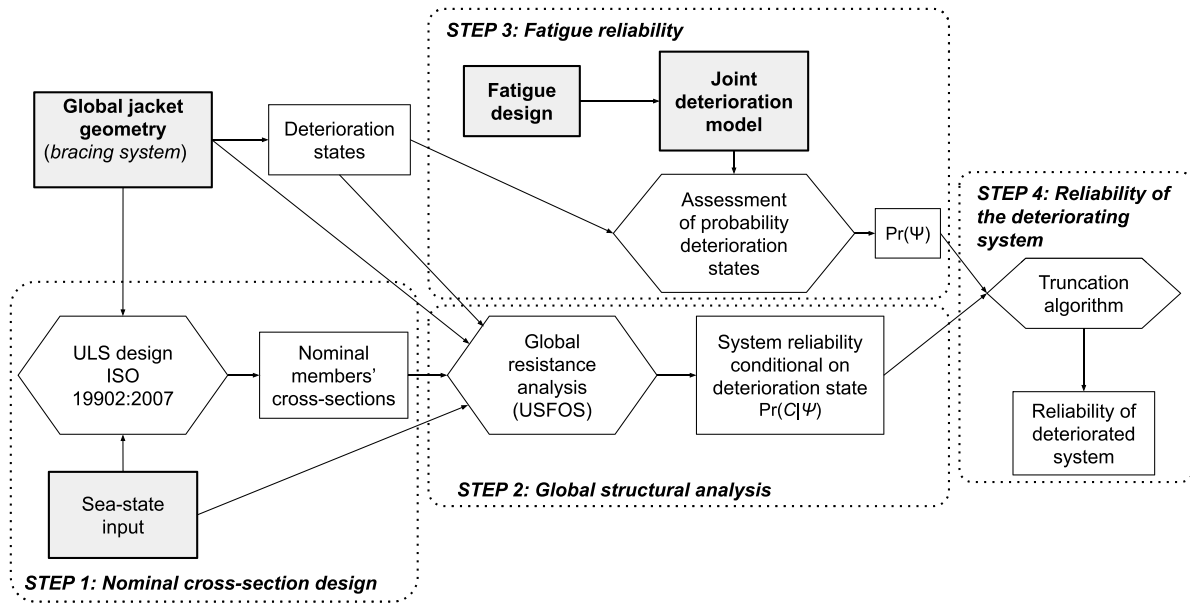 STEP 3: Fatigue reliability
Fatigue
design
Joint
deterioration
model
Global jacket
geometry
(bracing system)
Deterioration
states
Assessment
of probability
deterioration
states
Pr(Ψ)
STEP 4: Reliability of
the deteriorating
system
Truncation
algorithm
Reliability of
deteriorated
system
ULS design
ISO
19902:2007
Nominal
members’
cross-sections
Global
resistance
analysis
(USFOS)
System reliability
conditional on
deterioration state
Pr(C|Ψ)
STEP 2: Global structural analysis
Sea-state
input
STEP 1: Nominal cross-section design